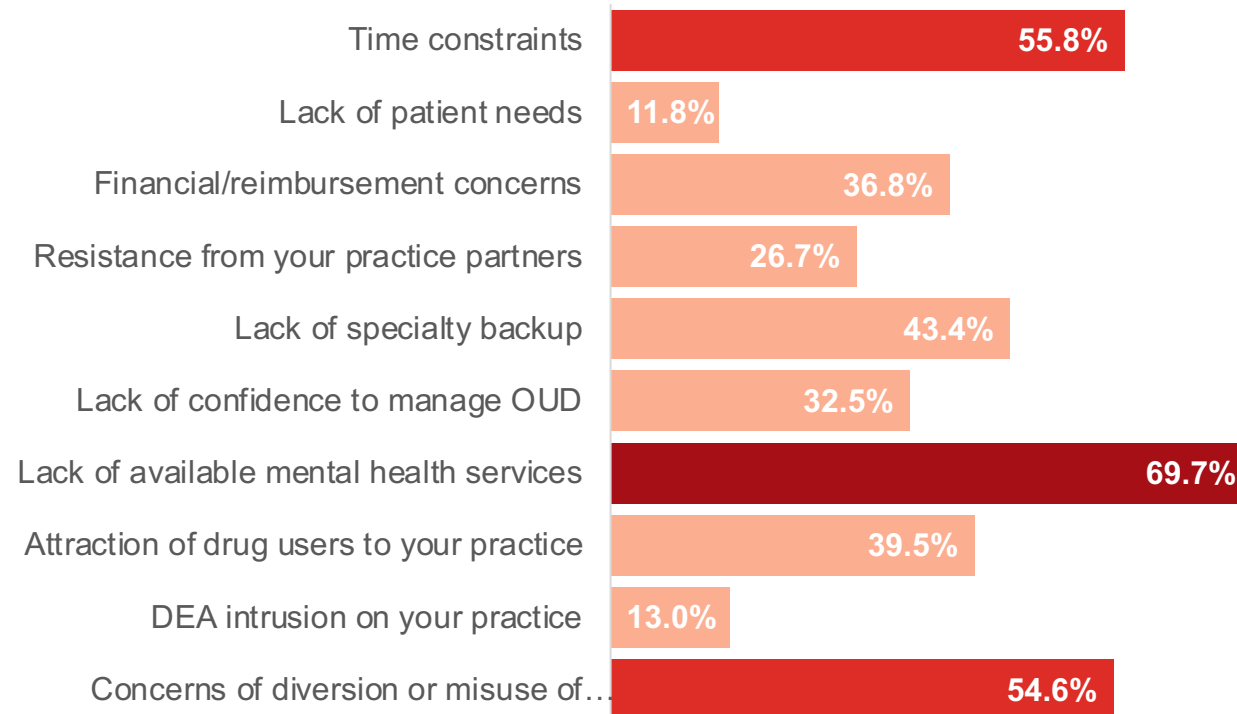 Time constraints 55.8%
Lack of patient needs 11.8%
Financial/reimbursement concerns 36.8%
Resistance from your practice partners 26.7%
Lack of specialty backup 43.4%
Lack of confidence to manage OUD 32.5%
Lack of available mental health services 69.7%
Attraction of drug users to your practice 39.5%
DEA intrusion on your practice 13.0%
Concerns of diversion or misuse of… 54.6%